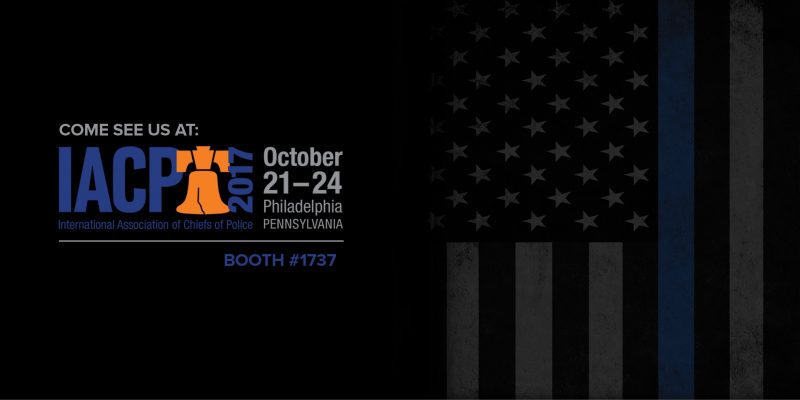 COME SEE US AT:
IACP 2017
International Association of Chiefs of Police
October
21–24
Philadelphia
PENNSYLVANIA
BOOTH #1737